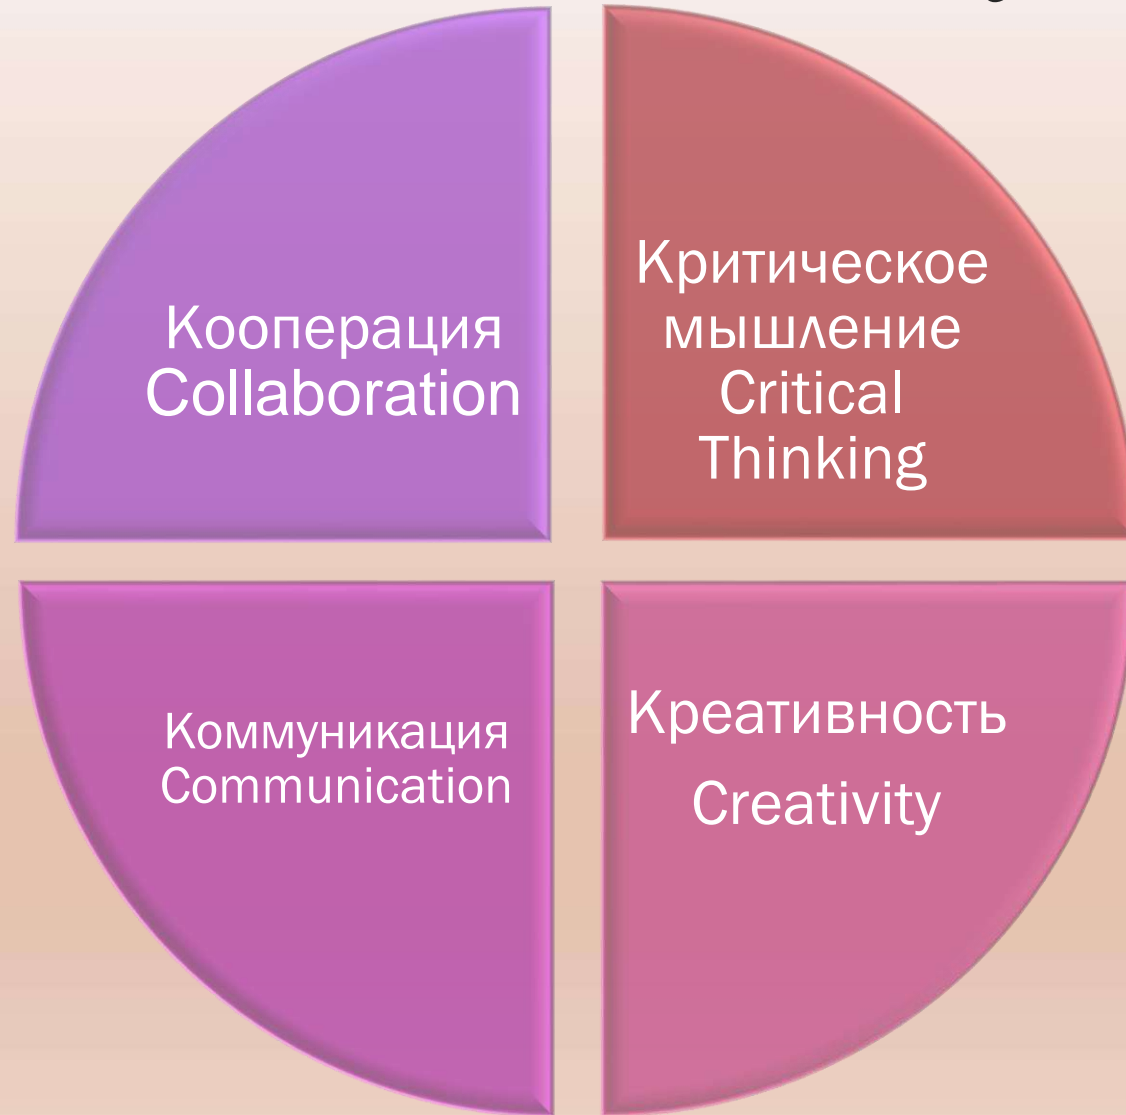 Кооперация
Collaboration
Критическое
мышление
Critical
Thinking
Коммуникация
Communication
Креативность
Creativity